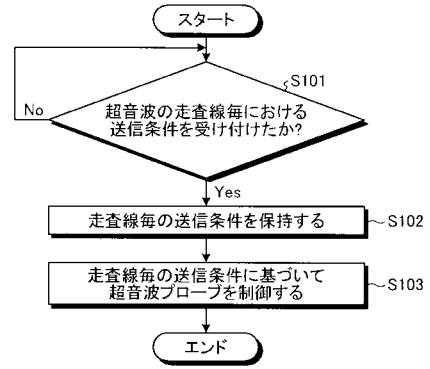 スタート
S101
超音波の走査線毎における
送信条件を受け付けたか?
No
Yes
走査線毎の送信条件を保持する
S102
走査線毎の送信条件に基づいて
超音波プローブを制御する
S103
エンド